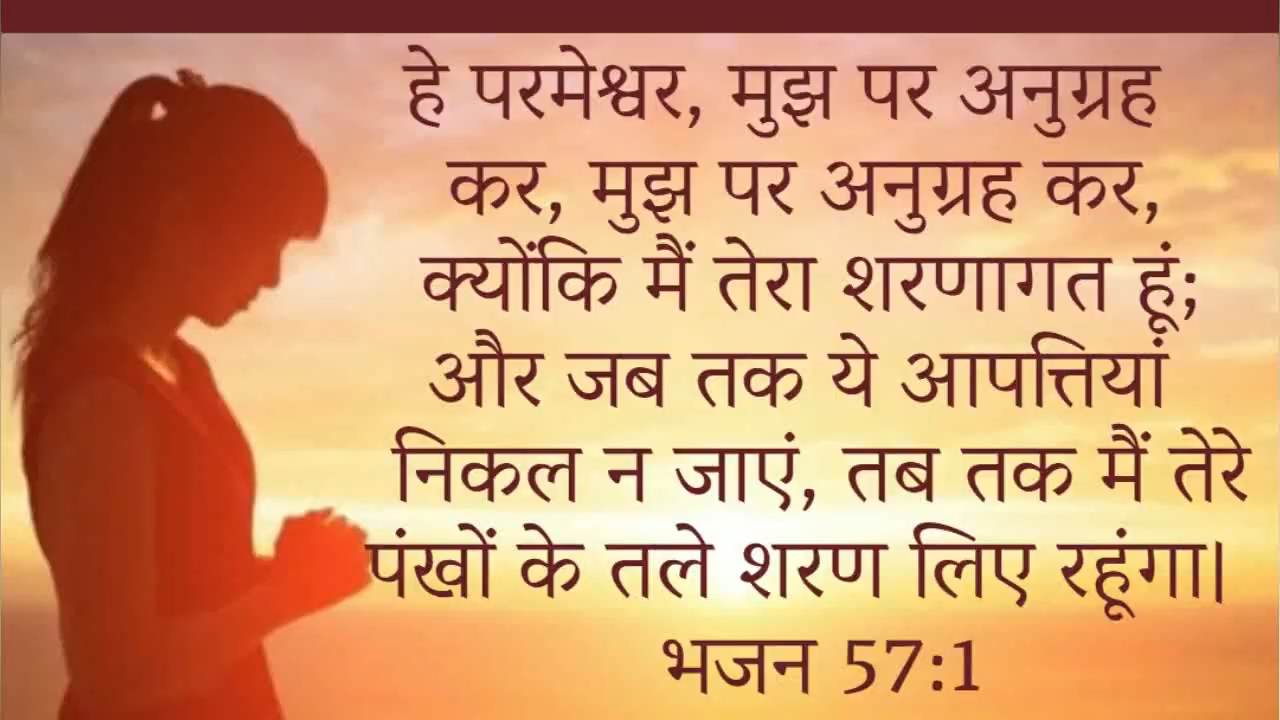 हे परमेश्वर, मुझ पर अनुग्रह
कर, मुझ पर अनुग्रह कर,
क्योंकि मैं तेरा शरणागत हूं;
और जब तक ये आपत्तियां
निकल न जाएं, तब तक मैं तेरे
पंखों के तले शरण लिए रहूंगा।
भजन 57:1